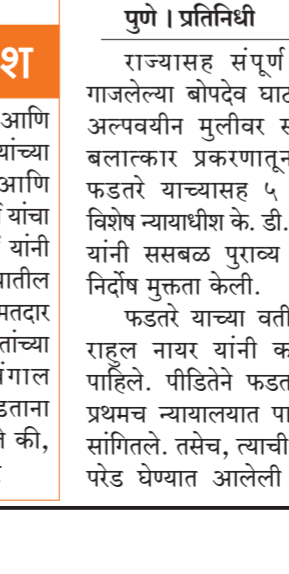 श
आणि
यांच्या
आणि
यांचा
यांनी
ातील
मतदार
तांच्या
ंगाल
डताना
की,
पुणे । प्रतिनिधी
राज्यासह संपूर्ण
गाजलेल्या बोपदेव घाट
अल्पवयीन मुलीवर स
बलात्कार प्रकरणातून
फडतरे याच्यासह ५
विशेष न्यायाधीश के. डी.
यांनी ससबळ पुराव्य
निर्दोष मुक्तता केली.
फडतरे याच्या वती
राहुल नायर यांनी क
पाहिले. पीडितेने फडत
प्रथमच न्यायालयात पा
सांगितले. तसेच, त्याची
परेड घेण्यात आलेली